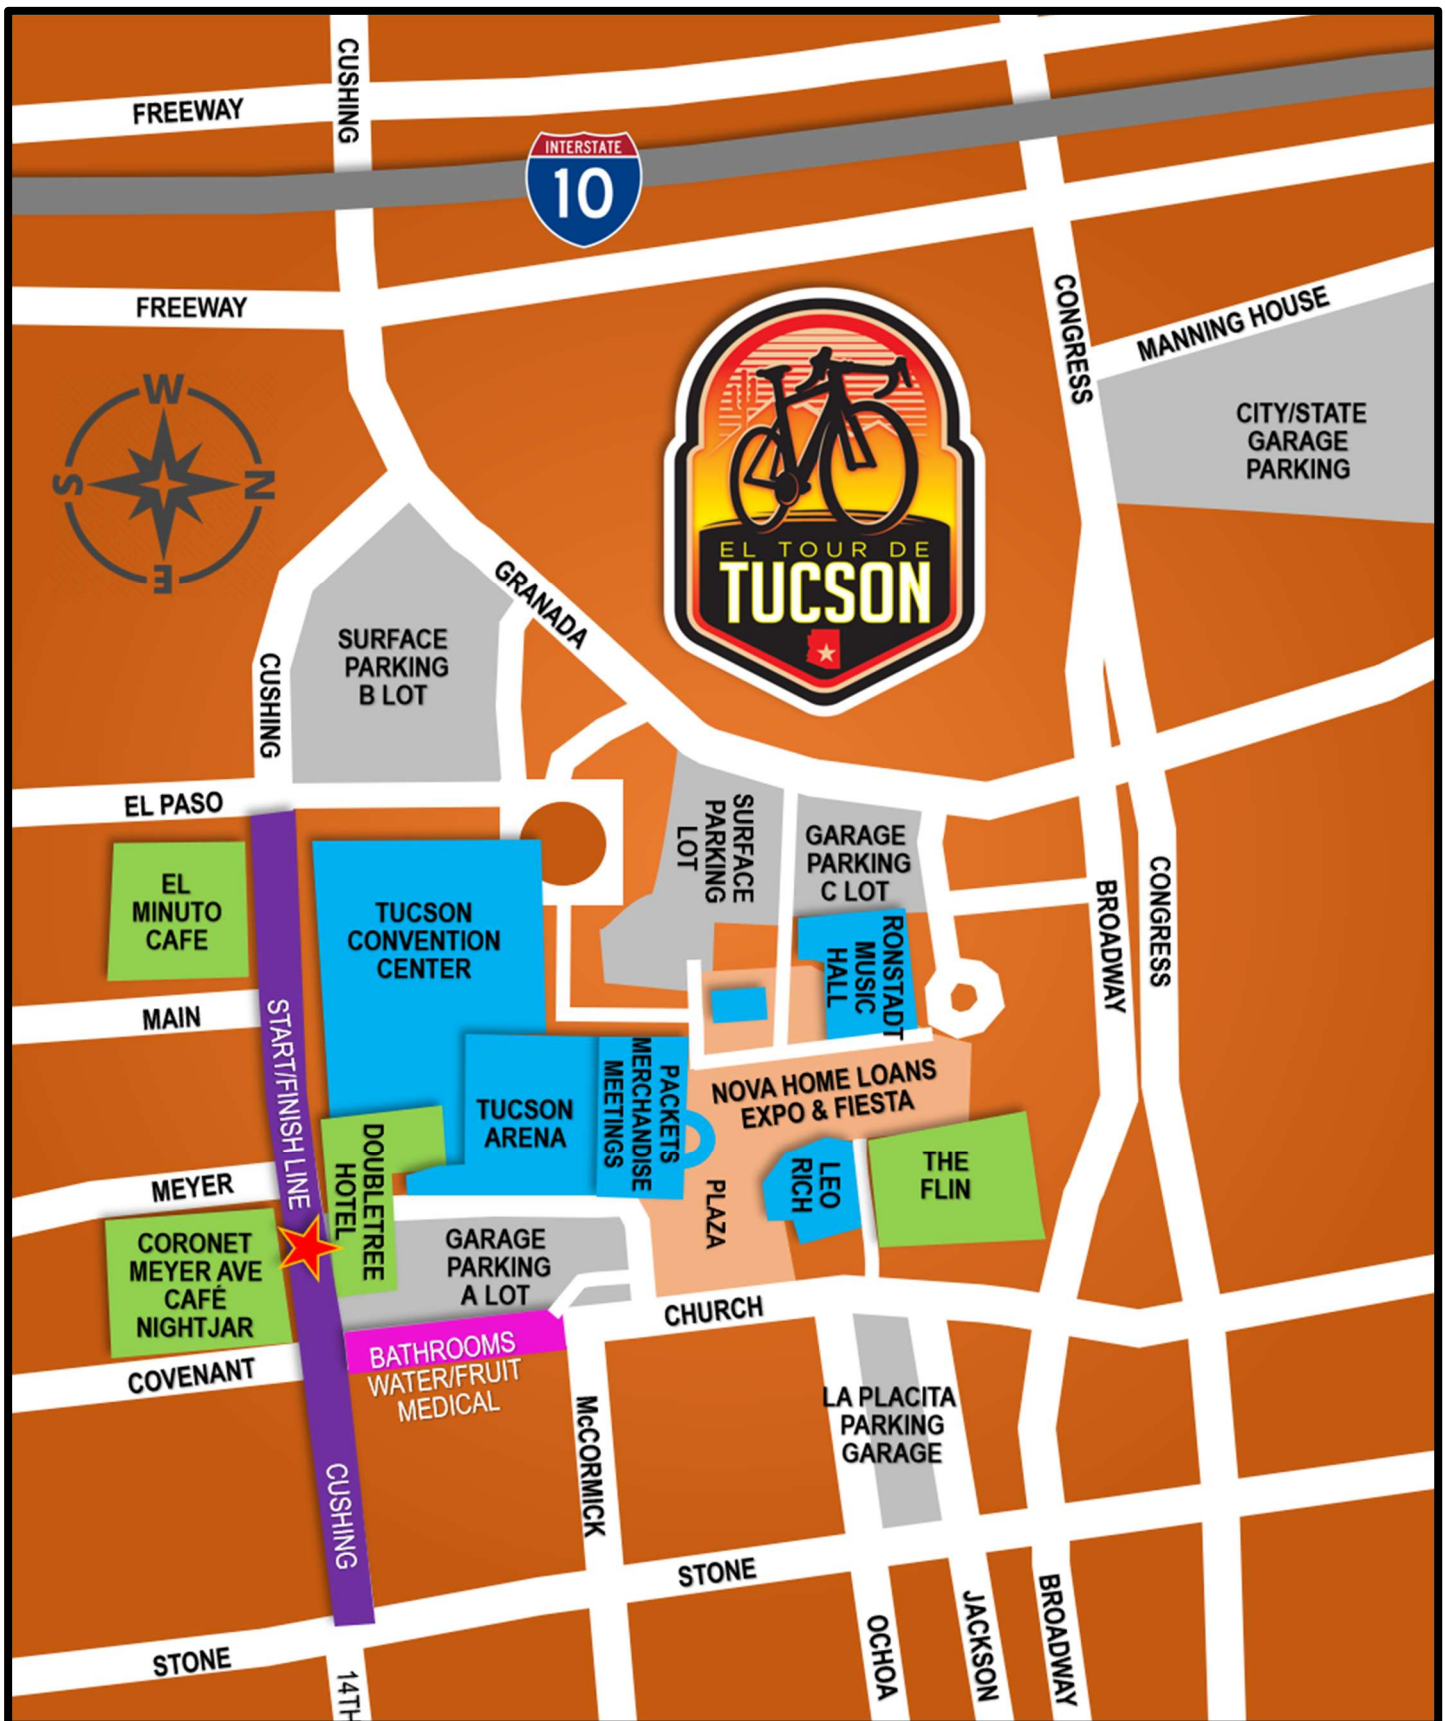 CUSHING
FREEWAY
INTERSTATE
10
FREEWAY
CONGRESS
MANNING HOUSE
CITY/STATE
GARAGE
PARKING
W
S
N
E
EL TOUR DE
TUCSON
GRANADA
SURFACE
PARKING
B LOT
CUSHING
EL PASO
SURFACE
PARKING
LOT
GARAGE
PARKING
C LOT
BROADWAY
CONGRESS
EL
MINUTO
CAFE
TUCSON
CONVENTION
CENTER
RONSTADT
MUSIC
HALL
MAIN
START/FINISH LINE
TUCSON
ARENA
PACKETS
MERCHANDISE
MEETINGS
NOVA HOME LOANS
EXPO & FIESTA
DOUBLETREE
HOTEL
LEO
RICH
THE
FLIN
PLAZA
MEYER
CORONET
MEYER AVE
CAFÉ
NIGHTJAR
GARAGE
PARKING
A LOT
CHURCH
COVENANT
BATHROOMS
WATER/FRUIT
MEDICAL
LA PLACITA
PARKING
GARAGE
McCORMICK
CUSHING
STONE
STONE
OCHOA
JACKSON
BROADWAY
14TH